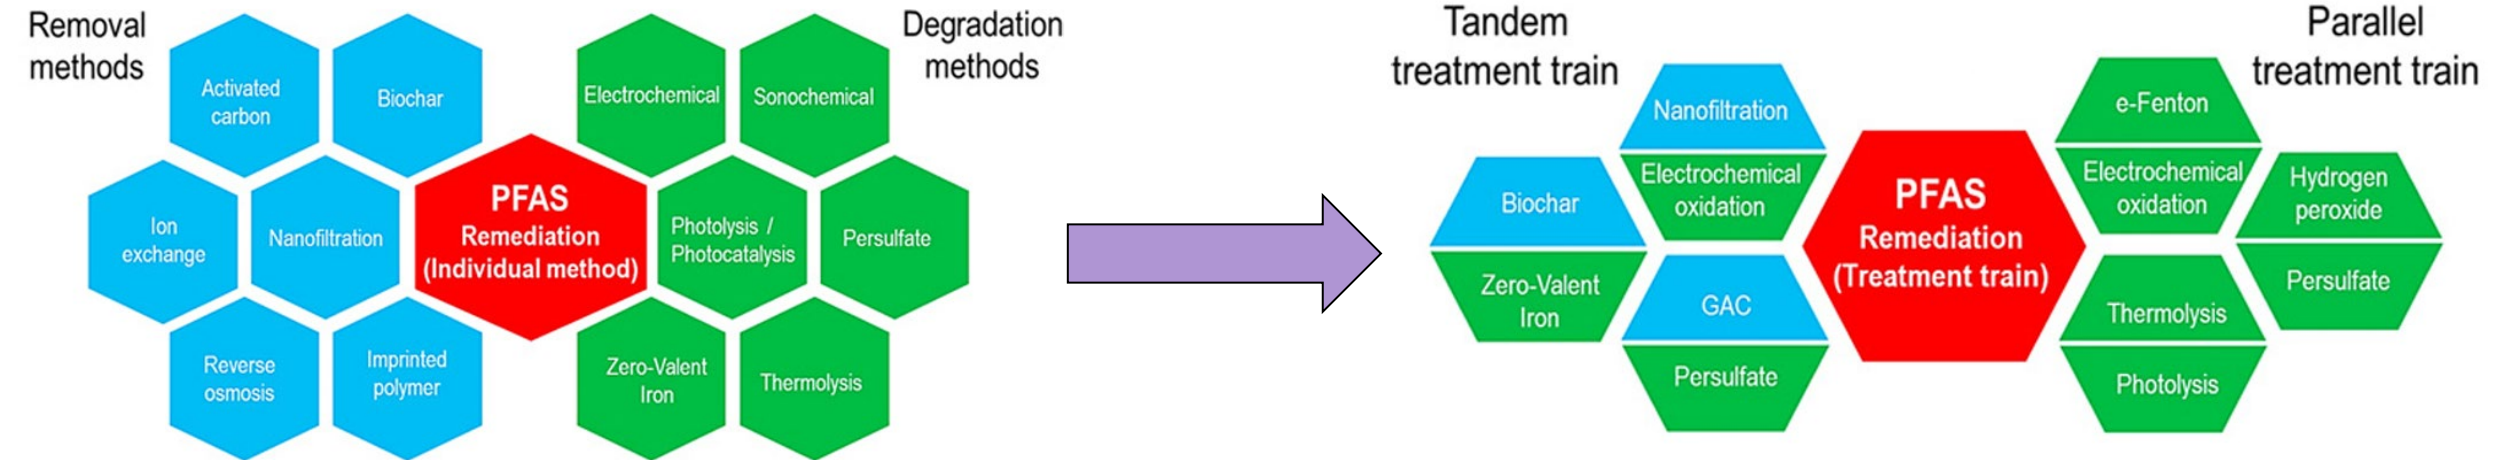 Removal
methods
Activated
carbon
Biochar
Ion
exchange
Nanofiltration
Reverse
osmosis
Imprinted
polymer
PFAS
Remediation
(Individual method)
Degradation
methods
Electrochemical
Sonochemical
Photolysis /
Photocatalysis
Persulfate
Zero-Valent
Iron
Thermolysis
Tandem
treatment train
Nanofiltration
Electrochemical
oxidation
Biochar
Zero-Valent
Iron
GAC
Persulfate
PFAS
Remediation
(Treatment train)
Parallel
treatment train
e-Fenton
Electrochemical
oxidation
Hydrogen
peroxide
Persulfate
Thermolysis
Photolysis